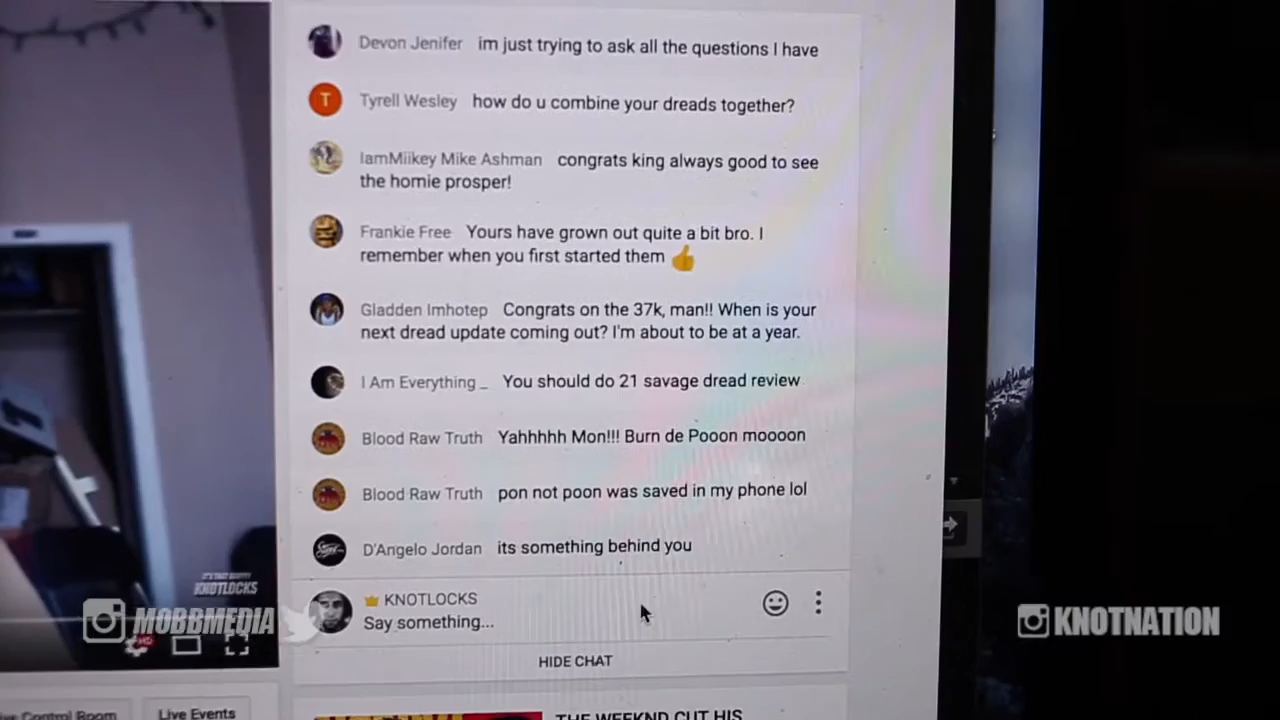 Devon Jenifer im just trying to ask all the questions I have
T
Tyrell Wesley how do u combine your dreads together?
IamMiikey Mike Ashman congrats king always good to see
the homie prosper!
Frankie Free Yours have grown out quite a bit bro. I
remember when you first started them 👍
Gladden Imhotep Congrats on the 37k, man!! When is your
next dread update coming out? I'm about to be at a year.
I Am Everything _ You should do 21 savage dread review
Blood Raw Truth Yahhhhh Mon!!! Burn de Pooon moooon
Blood Raw Truth pon not poon was saved in my phone lol
D'Angelo Jordan its something behind you
KNOTLOCKS
KNOTLOCKS
Say something...
MOBBMEDIA
KNOTNATION
HIDE CHAT
Control Room
Live Events
THE WEEKND CUT HIS